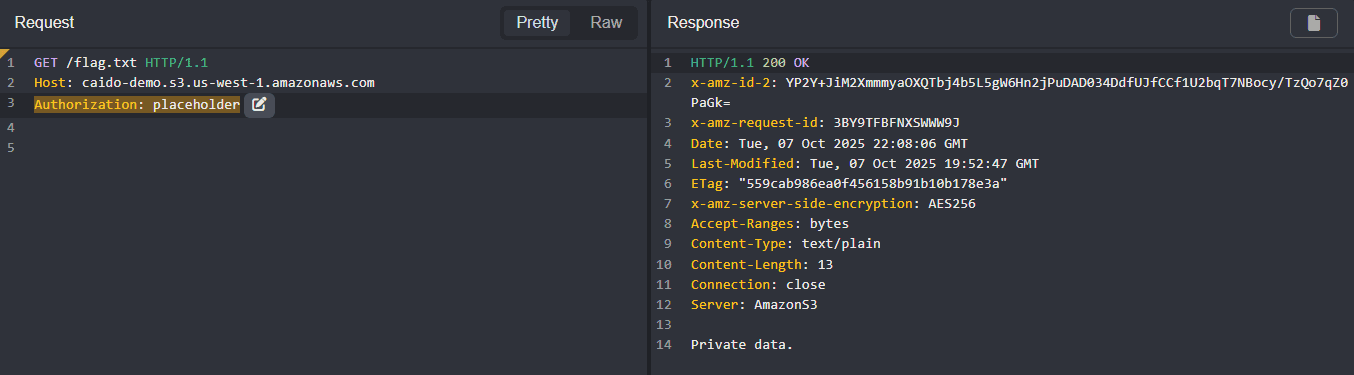 Request
Pretty
Raw
1 GET /flag.txt HTTP/1.1
2 Host: caido-demo.s3.us-west-1.amazonaws.com
3 Authorization: placeholder
4
5
Response
1 HTTP/1.1 200 OK
2 x-amz-id-2: YP2Y+JiM2XmmmyaOXQTbj4b5L5gW6Hn2jPuDAD034DdfUJfCCf1U2bqT7NBocy/TzQo7qZ0
PaGk=
3 x-amz-request-id: 3BY9TFBFNXSWWW9J
4 Date: Tue, 07 Oct 2025 22:08:06 GMT
5 Last-Modified: Tue, 07 Oct 2025 19:52:47 GMT
6 ETag: "559cab986ea0f456158b91b10b178e3a"
7 x-amz-server-side-encryption: AES256
8 Accept-Ranges: bytes
9 Content-Type: text/plain
10 Content-Length: 13
11 Connection: close
12 Server: AmazonS3
13
14 Private data.